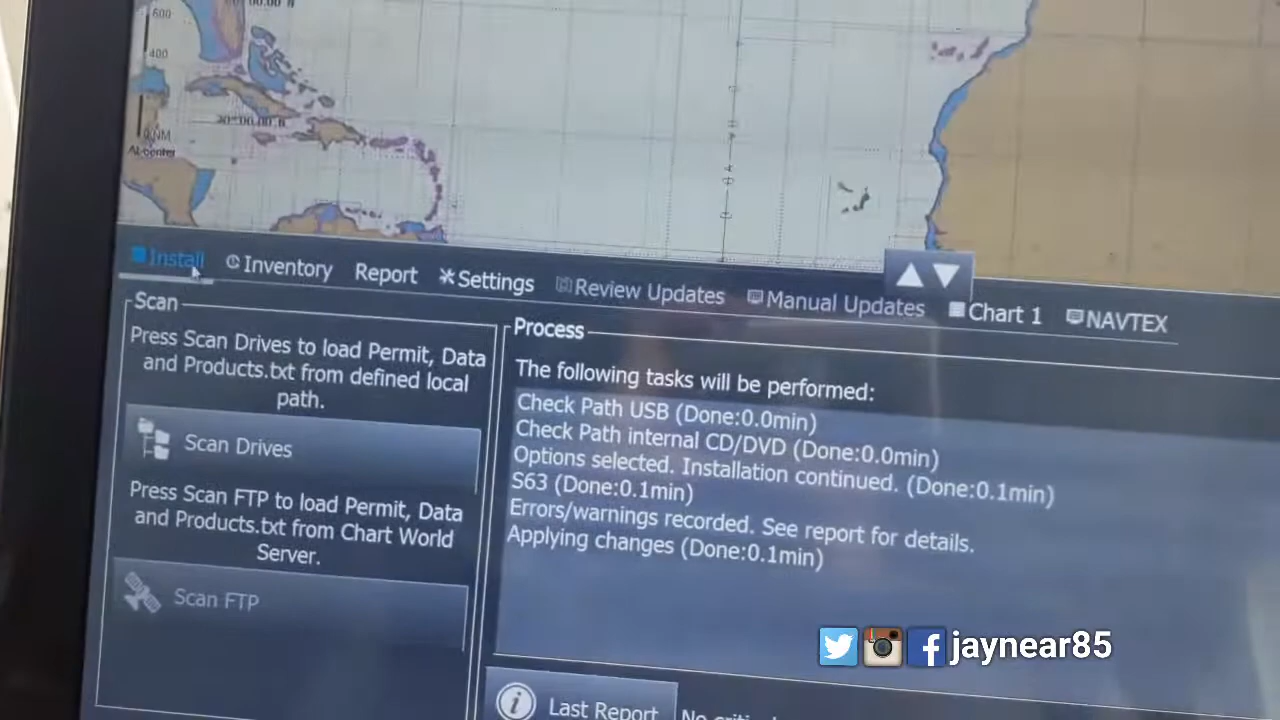 600
400
0 NM
Install
Inventory
Report
Settings
Review Updates
Manual Updates
Chart 1
NAVTEX
Scan
Press Scan Drives to load Permit, Data
and Products.txt from defined local
path.
Scan Drives
Press Scan FTP to load Permit, Data
and Products.txt from Chart World
Server.
Scan FTP
Process
The following tasks will be performed:
Check Path USB (Done:0.0min)
Check Path internal CD/DVD (Done:0.0min)
Options selected. Installation continued. (Done:0.1min)
S63 (Done:0.1min)
Errors/warnings recorded. See report for details.
Applying changes (Done:0.1min)
Last Report
No
jaynear85